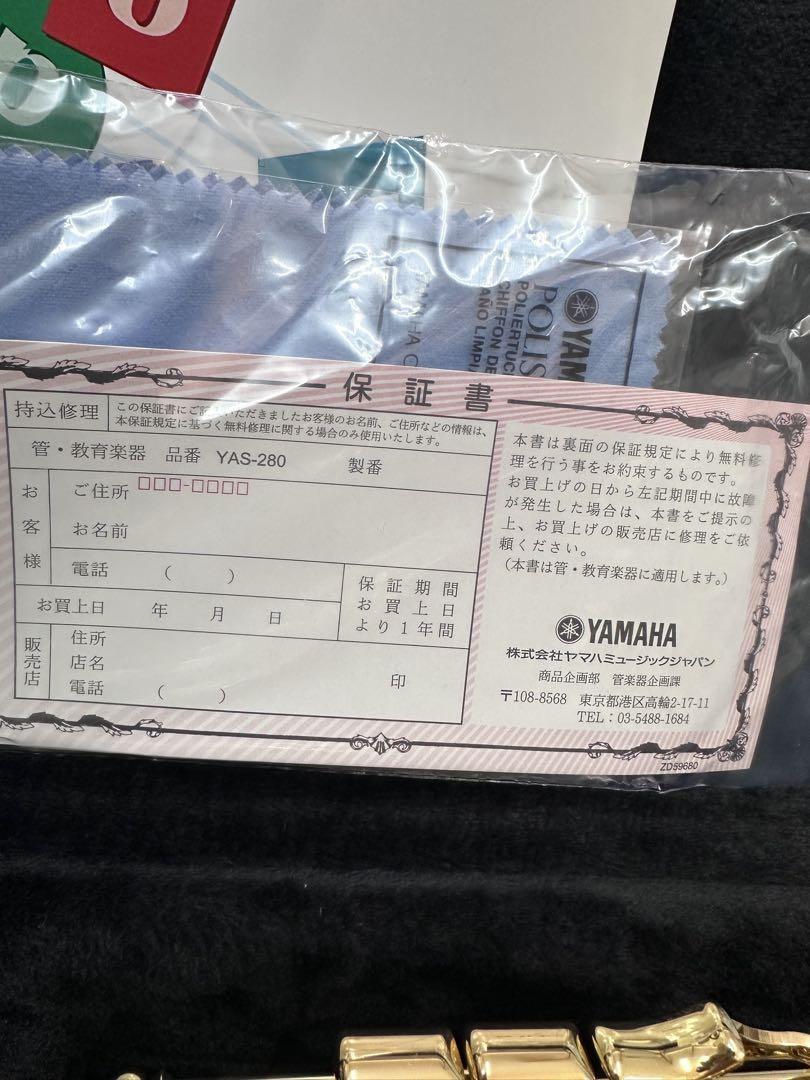 YAM
POLIS
POLIERTUC
CHIFFON DE
AÑO LIMPI
保証書
持込修理
この保証書にご記入いただきましたお客様のお名前、ご住所などの情報は、
本保証規定に基づく無料修理に関する場合のみ使用いたします。
管・教育楽器 品番 YAS-280 製番
お客様
ご住所 □□□-□□□□
お名前
電話 ( )
お買上日 年 月 日
保証期間
お買上日
より1年間
販売店
住所
店名
電話 ( )
印
本書は裏面の保証規定により無料修
理を行う事をお約束するものです。
お買上げの日から左記期間中に故障
が発生した場合は、本書をご提示の
上、お買上げの販売店に修理をご依
頼ください。
(本書は管・教育楽器に適用します。)
YAMAHA
株式会社ヤマハミュージックジャパン
商品企画部 管楽器企画課
〒108-8568 東京都港区高輪2-17-11
TEL:03-5488-1684
ZD59680